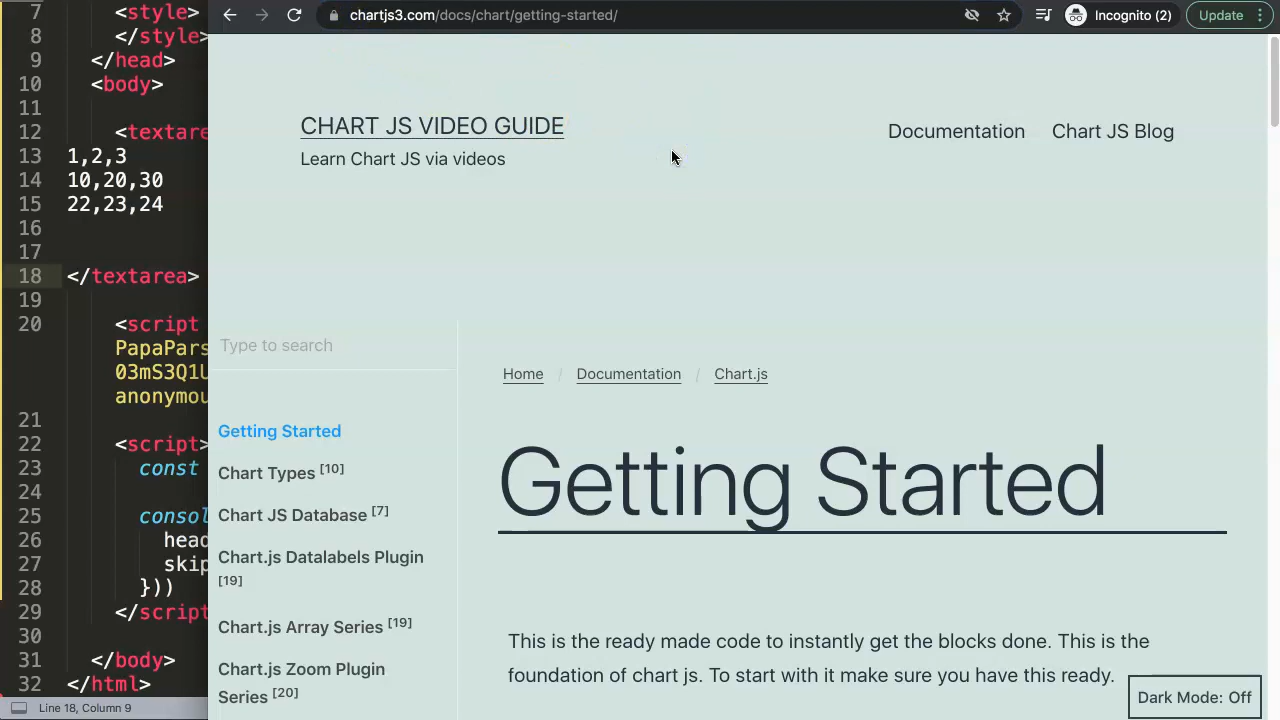 7 <style>
8 </style>
9 </head>
10 <body>
11
12 <textare
13 1,2,3
14 10,20,30
15 22,23,24
16
17
18 </textarea>
19
20 <script
PapaPars
03mS3Q1U
anonymou
21
22 <script>
23 const
24
25 consol
26 head
27 skip
28 }))
29 </script
30
31 </body>
32 </html>
Line 18, Column 9
chartjs3.com/docs/chart/getting-started/
Incognito (2)
Update
CHART JS VIDEO GUIDE
Learn Chart JS via videos
Documentation Chart JS Blog
Type to search
Getting Started
Chart Types [10]
Chart JS Database [7]
Chart.js Datalabels Plugin
[19]
Chart.js Array Series [19]
Chart.js Zoom Plugin
Series [20]
Home / Documentation / Chart.js
Getting Started
This is the ready made code to instantly get the blocks done. This is the
foundation of chart js. To start with it make sure you have this ready.
Dark Mode: Off